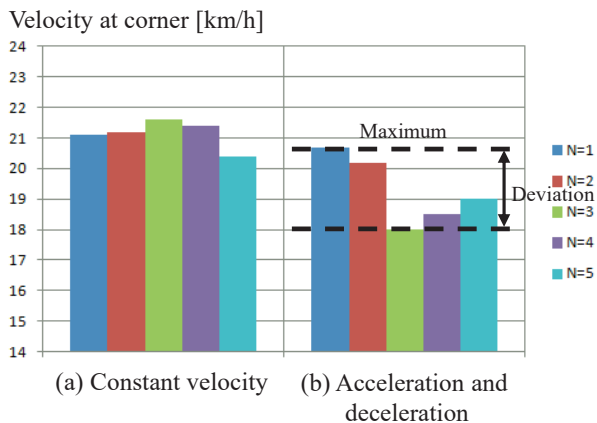 Velocity at corner [km/h]
24
23
22
21
20
19
18
17
16
15
14
Maximum
Deviation
N=1
N=2
N=3
N=4
N=5
(a) Constant velocity
(b) Acceleration and
deceleration